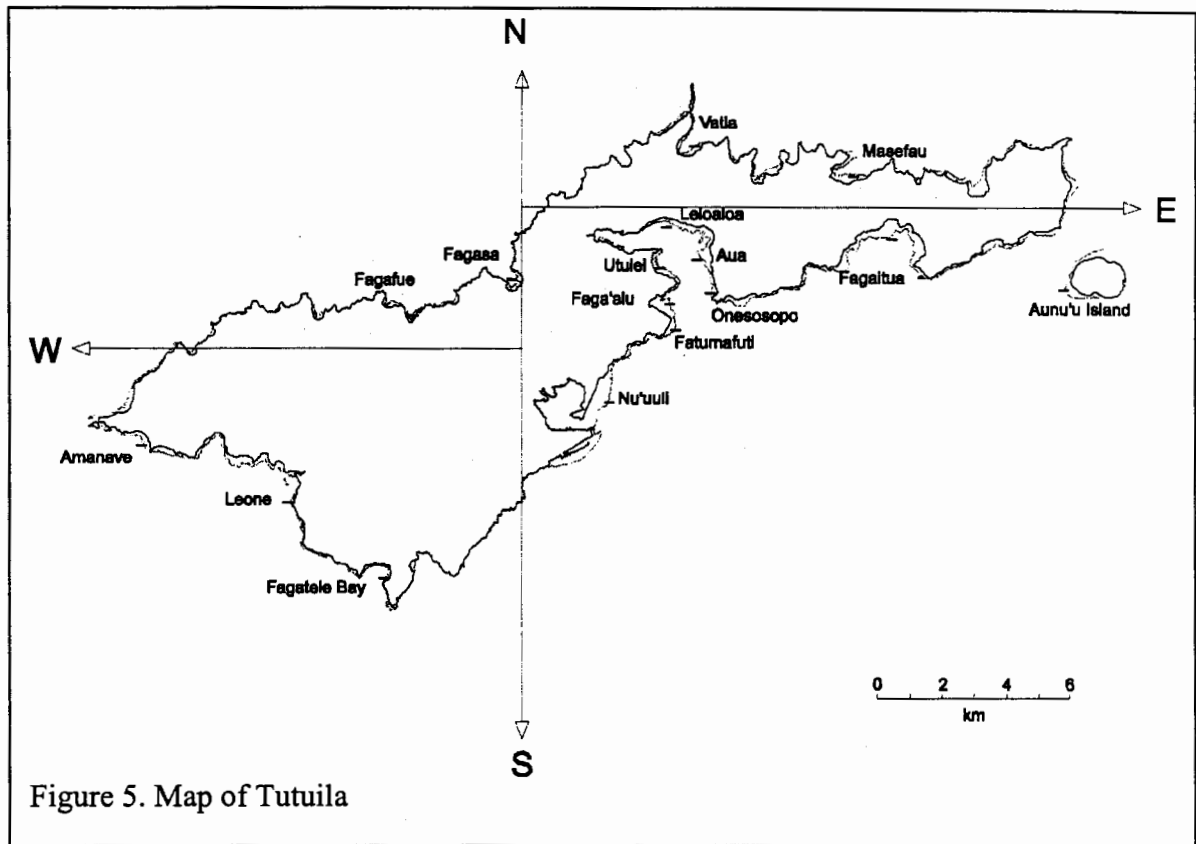 N
Vatia
Masefau
E
Leloaloa
Fagasa
Utulei
Aua
Fagafue
Fagaitua
Faga'alu
Onesosopo
Aunu'u Island
Fatumafuti
W
Nu'uuli
Amanave
Leone
Fagatele Bay
0 2 4 6
km
S
Figure 5. Map of Tutuila